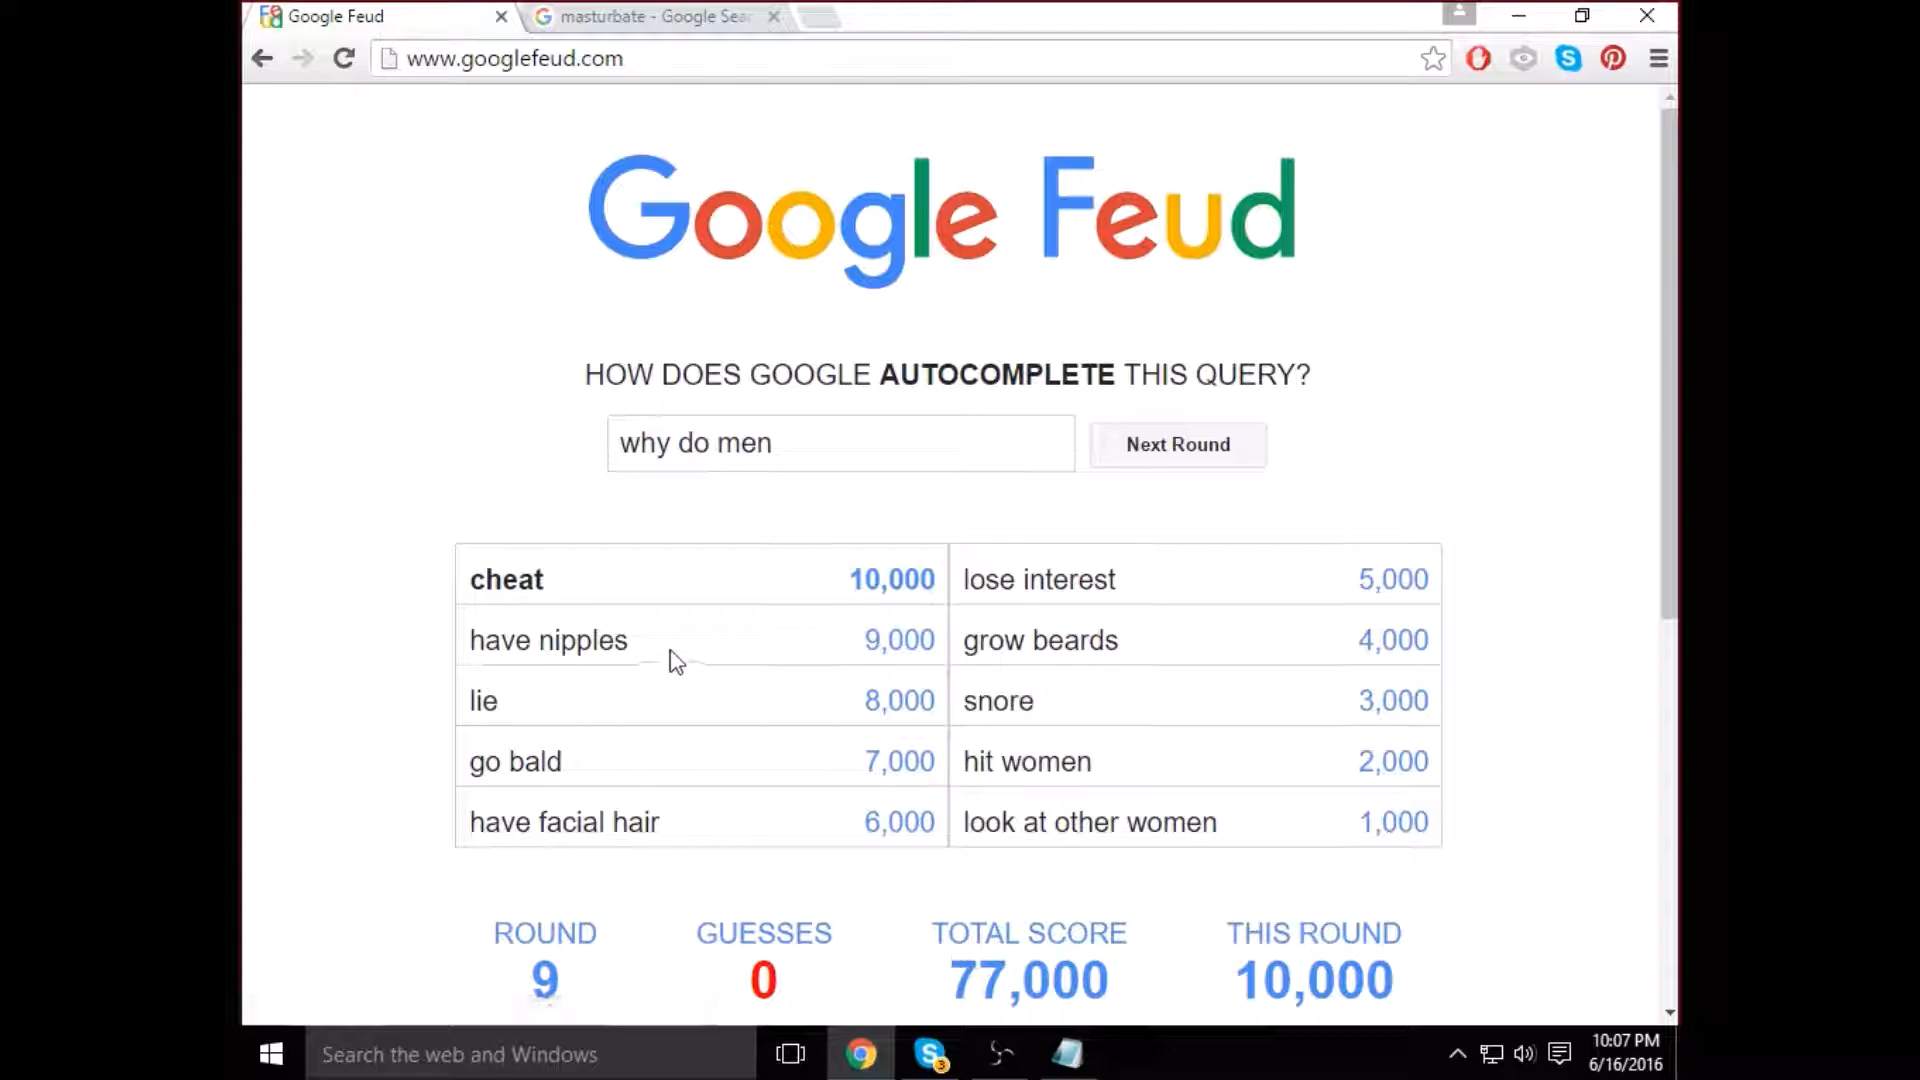 Google Feud
masturbate - Google Sea
www.googlefeud.com
Google Feud
HOW DOES GOOGLE AUTOCOMPLETE THIS QUERY?
why do men
Next Round
cheat 10,000 lose interest 5,000
have nipples 9,000 grow beards 4,000
lie 8,000 snore 3,000
go bald 7,000 hit women 2,000
have facial hair 6,000 look at other women 1,000
ROUND GUESSES TOTAL SCORE THIS ROUND
9 0 77,000 10,000
Search the web and Windows
3
10:07 PM
6/16/2016